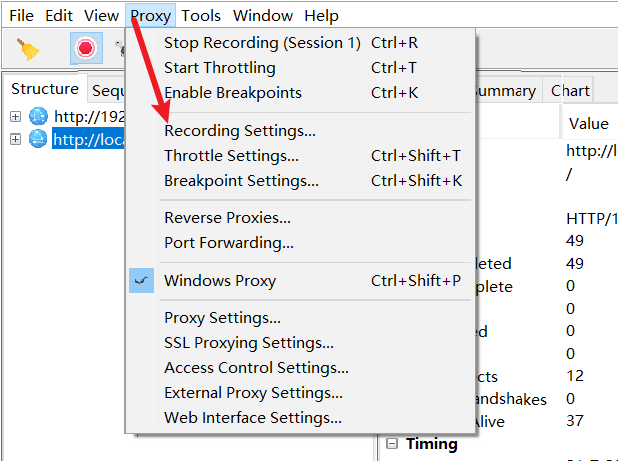 File Edit View Proxy Tools Window Help
Stop Recording (Session 1) Ctrl+R
Start Throttling Ctrl+T
Enable Breakpoints Ctrl+K
Recording Settings...
Throttle Settings... Ctrl+Shift+T
Breakpoint Settings... Ctrl+Shift+K
Reverse Proxies...
Port Forwarding...
Windows Proxy Ctrl+Shift+P
Proxy Settings...
SSL Proxying Settings...
Access Control Settings...
External Proxy Settings...
Web Interface Settings...
Structure Sequ
http://192
http://loca
Summary Chart
Value
http://l
/
HTTP/1
49
leted 49
plete 0
0
ed 0
0
ects 12
andshakes 0
Alive 37
Timing